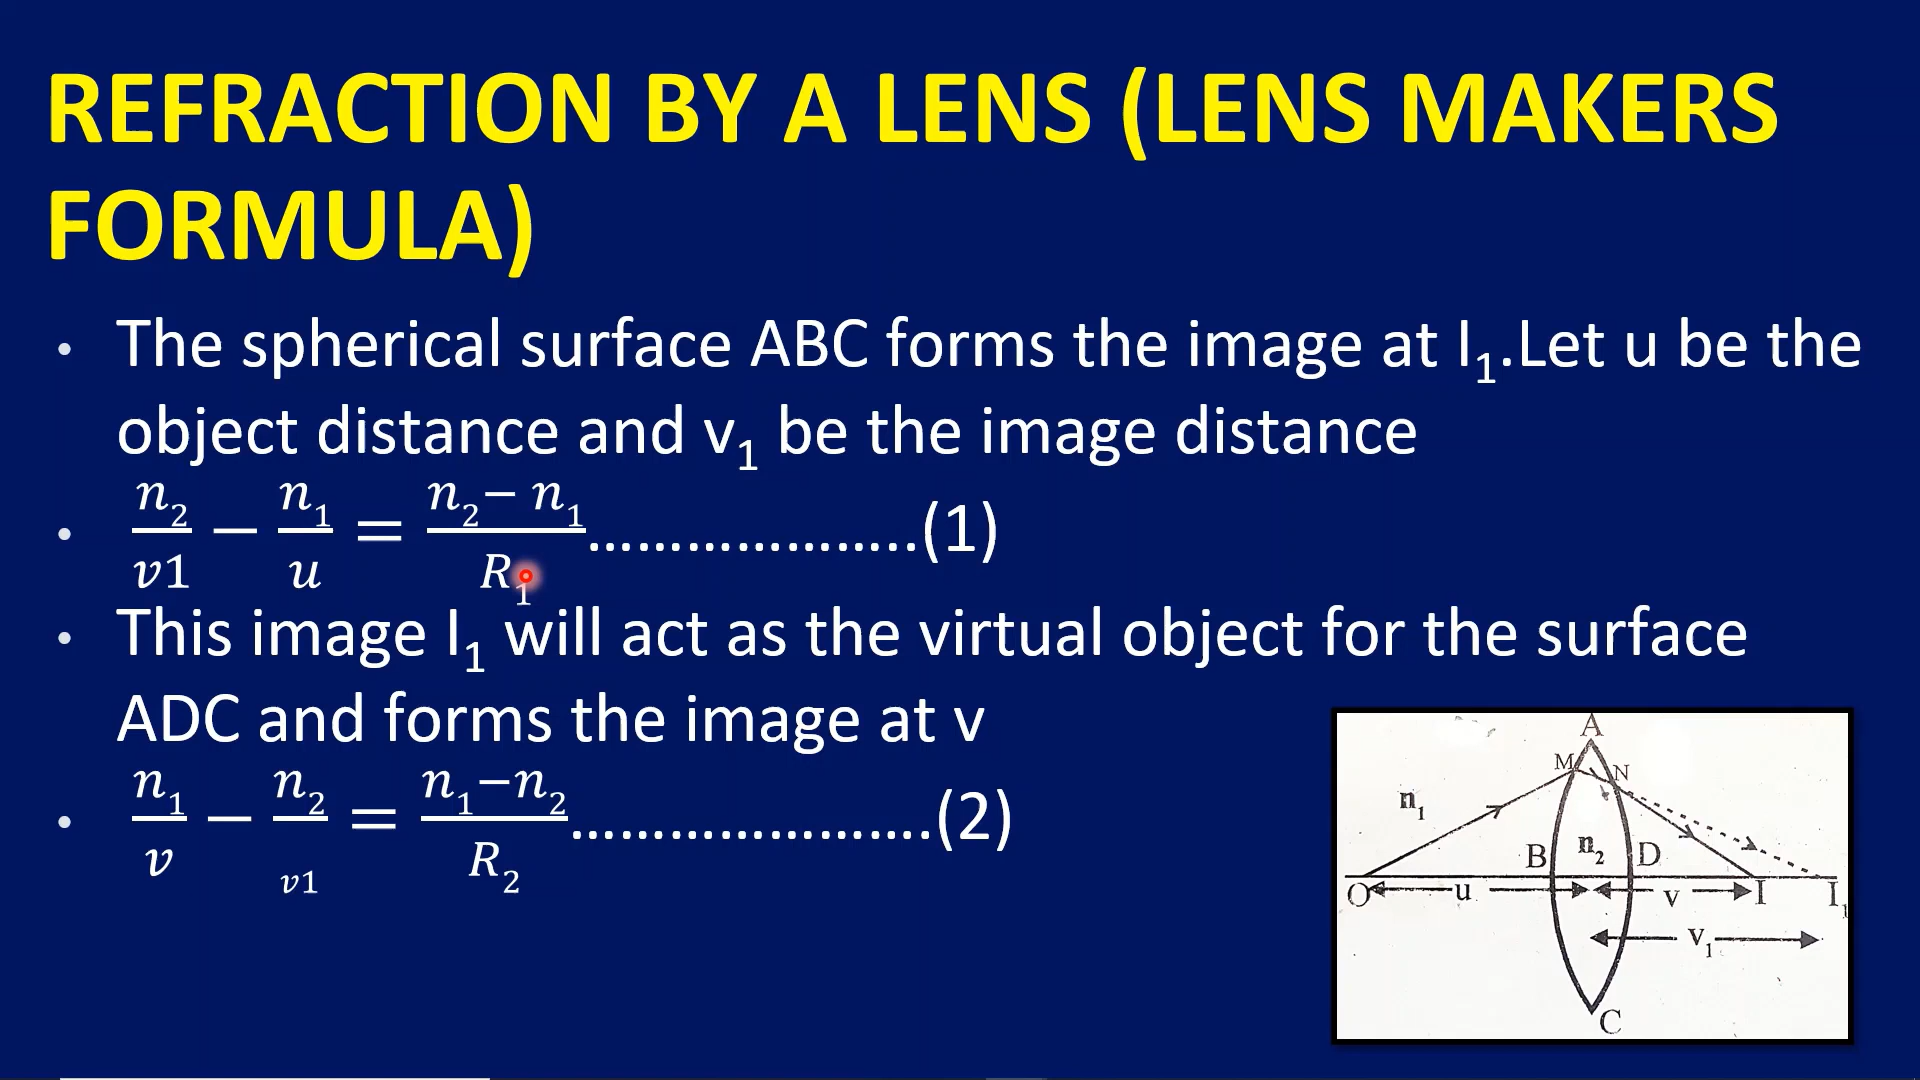 REFRACTION BY A LENS (LENS MAKERS
FORMULA)
• The spherical surface ABC forms the image at I₁.Let u be the
object distance and v₁ be the image distance
• n₂/v1 − n₁/u = (n₂− n₁)/R₁ ………………..(1)
• This image I₁ will act as the virtual object for the surface
ADC and forms the image at v
• n₁/v − n₂/v1 = (n₁−n₂)/R₂ ………………….(2)
A
M N
n₁
B n₂ D
O u v I I₁
v₁
C